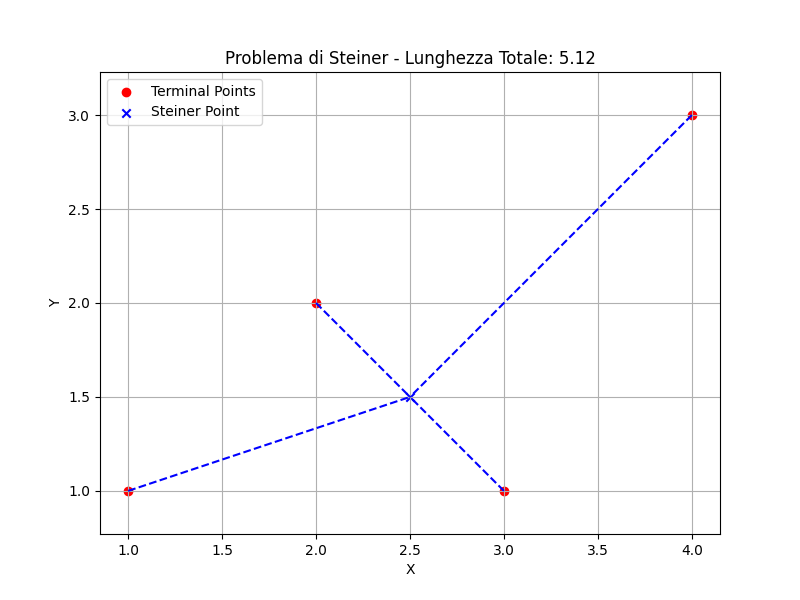 Problema di Steiner - Lunghezza Totale: 5.12
Terminal Points
Steiner Point
3.0
2.5
2.0
1.5
1.0
Y
1.0 1.5 2.0 2.5 3.0 3.5 4.0
X